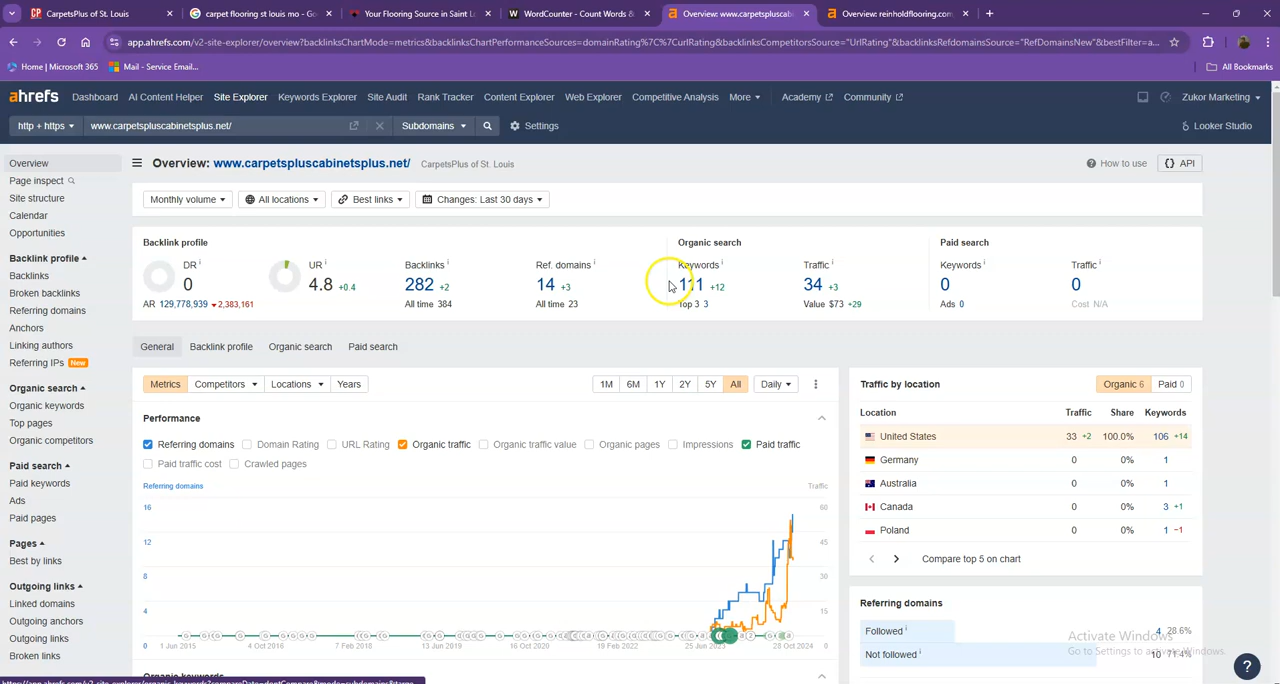 CarpetsPlus of St. Louis
carpet flooring st louis mo - Go
Your Flooring Source in Saint L
WordCounter - Count Words &
Overview: www.carpetspluscabi
Overview: reinholdflooring.com
app.ahrefs.com/v2-site-explorer/overview?backlinksChartMode=metrics&backlinksChartPerformanceSources=domainRating%7C%7CurlRating&backlinksCompetitorsSource="UrlRating"&backlinksRefdomainsSource="RefDomainsNew"&bestFilter=a...
Home | Microsoft 365
Mail - Service Email...
All Bookmarks
ahrefs Dashboard AI Content Helper Site Explorer Keywords Explorer Site Audit Rank Tracker Content Explorer Web Explorer Competitive Analysis More Academy Community Zukor Marketing
http + https www.carpetspluscabinetsplus.net/ Subdomains Settings Looker Studio
Overview
Page inspect
Site structure
Calendar
Opportunities
Backlink profile
Backlinks
Broken backlinks
Referring domains
Anchors
Linking authors
Referring IPs New
Organic search
Organic keywords
Top pages
Organic competitors
Paid search
Paid keywords
Ads
Paid pages
Pages
Best by links
Outgoing links
Linked domains
Outgoing anchors
Outgoing links
Broken links
Overview: www.carpetspluscabinetsplus.net/ CarpetsPlus of St. Louis
How to use
{} API
Monthly volume All locations Best links Changes: Last 30 days
Backlink profile
DR
0
AR 129,778,939 2,383,161
UR
4.8 +0.4
Backlinks
282 +2
All time 384
Ref. domains
14 +3
All time 23
Organic search
Keywords
111 +12
Top 3 3
Traffic
34 +3
Value $73 +29
Paid search
Keywords
0
Ads 0
Traffic
0
Cost N/A
General Backlink profile Organic search Paid search
Metrics Competitors Locations Years
1M 6M 1Y 2Y 5Y All Daily
Performance
Referring domains Domain Rating URL Rating Organic traffic Organic traffic value Organic pages Impressions Paid traffic
Paid traffic cost Crawled pages
Referring domains Traffic
16 60
12 45
8 30
4 15
0 1 Jun 2015 4 Oct 2016 7 Feb 2018 13 Jun 2019 16 Oct 2020 19 Feb 2022 25 Jun 2023 28 Oct 2024 0
Organic keywords
Traffic by location
Organic 6 Paid 0
Location Traffic Share Keywords
United States 33 +2 100.0% 106 +14
Germany 0 0% 1
Australia 0 0% 1
Canada 0 0% 3 +1
Poland 0 0% 1 −1
Compare top 5 on chart
Referring domains
Followed 4 28.6%
Not followed 10 71.4%
Activate Windows
Go to Settings to activate Windows.
?